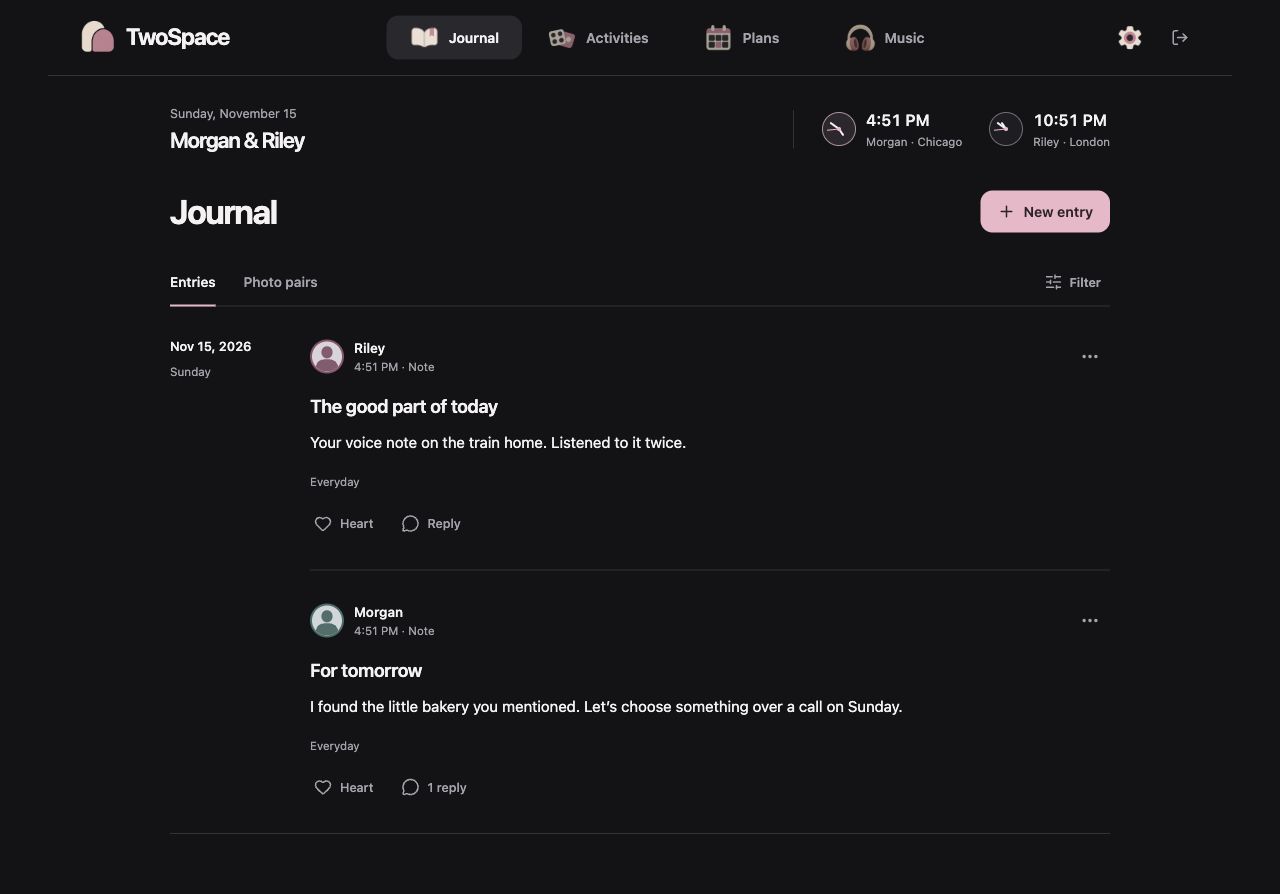 TwoSpace
Journal
Activities
Plans
Music
Sunday, November 15
Morgan & Riley
4:51 PM
Morgan · Chicago
10:51 PM
Riley · London
Journal
New entry
Entries
Photo pairs
Filter
Nov 15, 2026
Sunday
Riley
4:51 PM · Note
The good part of today
Your voice note on the train home. Listened to it twice.
Everyday
Heart
Reply
Morgan
4:51 PM · Note
For tomorrow
I found the little bakery you mentioned. Let’s choose something over a call on Sunday.
Everyday
Heart
1 reply